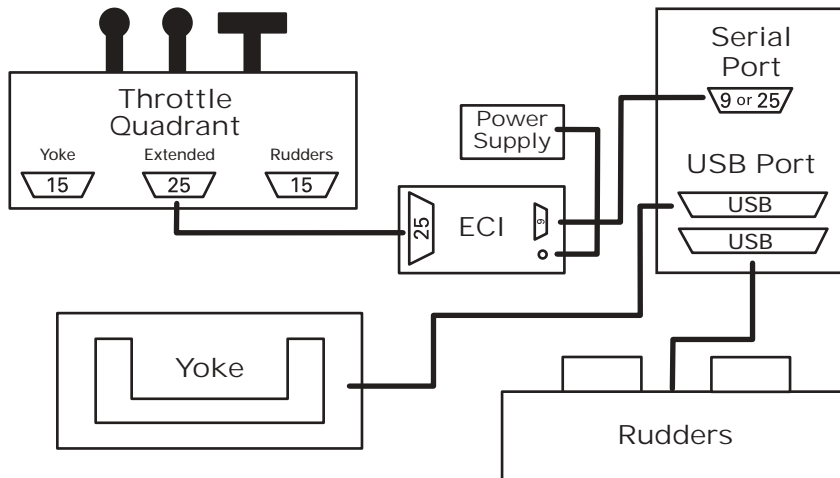 Throttle
Quadrant
Yoke
Extended
Rudders
15
25
15
Power
Supply
Serial
Port
9 or 25
USB Port
USB
USB
25
ECI
9
Yoke
Rudders